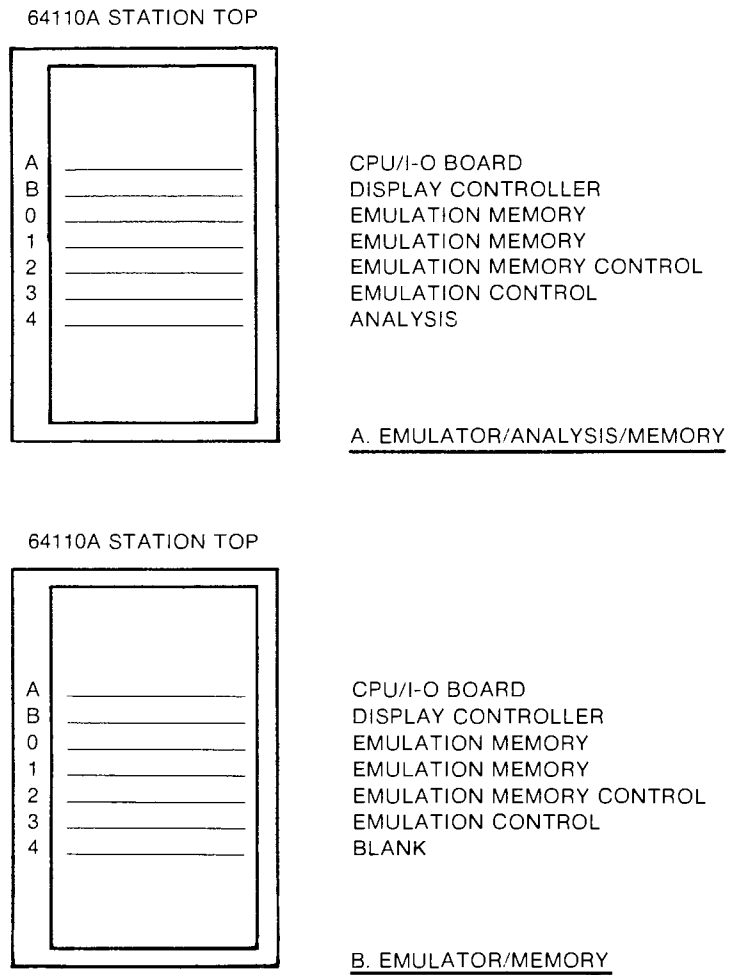 64110A STATION TOP
A CPU/I-O BOARD
B DISPLAY CONTROLLER
0 EMULATION MEMORY
1 EMULATION MEMORY
2 EMULATION MEMORY CONTROL
3 EMULATION CONTROL
4 ANALYSIS
A. EMULATOR/ANALYSIS/MEMORY
64110A STATION TOP
A CPU/I-O BOARD
B DISPLAY CONTROLLER
0 EMULATION MEMORY
1 EMULATION MEMORY
2 EMULATION MEMORY CONTROL
3 EMULATION CONTROL
4 BLANK
B. EMULATOR/MEMORY